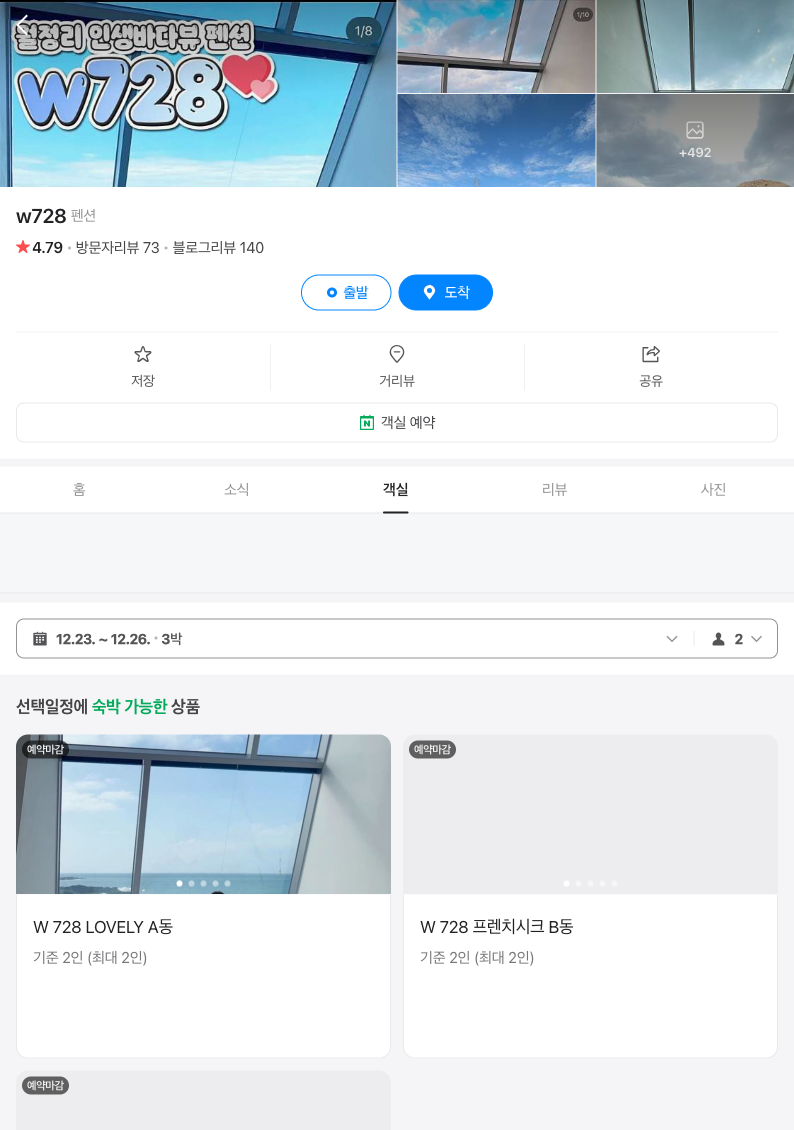 월정리 인생바다뷰 펜션
w728
1/8
1/10
+492
w728 펜션
4.79 · 방문자리뷰 73 · 블로그리뷰 140
출발
도착
저장
거리뷰
공유
N 객실 예약
홈
소식
객실
리뷰
사진
12.23. ~ 12.26. · 3박
2
선택일정에 숙박 가능한 상품
예약마감
예약마감
W 728 LOVELY A동
기준 2인 (최대 2인)
W 728 프렌치시크 B동
기준 2인 (최대 2인)
예약마감